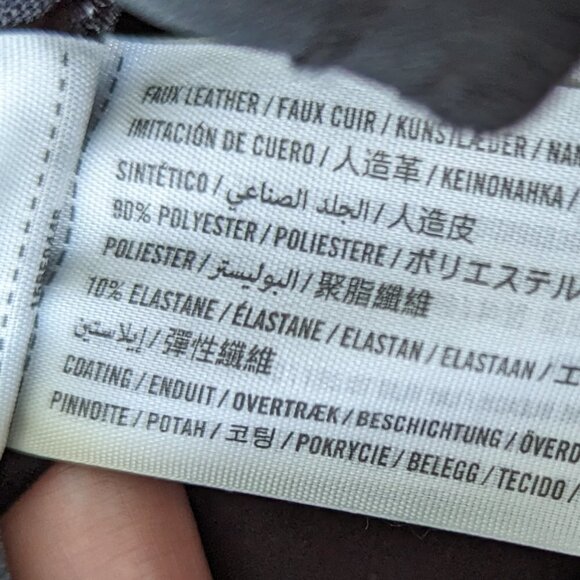 FAUX LEATHER / FAUX CUIR / KUNSTLÆDER / NAH
IMITACIÓN DE CUERO / 人造革 / KEINONAHKA /
SINTÉTICO / الجلد الصناعي / 人造皮
90% POLYESTER / POLIESTERE / ポリエステル
POLIESTER / البوليستر / 聚脂纖維
10% ELASTANE / ÉLASTANE / ELASTAN / ELASTAAN / エ
إيلاستين / 彈性纖維
COATING / ENDUIT / OVERTRÆK / BESCHICHTUNG / ÖVERD
PINNOITE / POTAH / 코팅 / POKRYCIE / BELEGG / TECIDO /